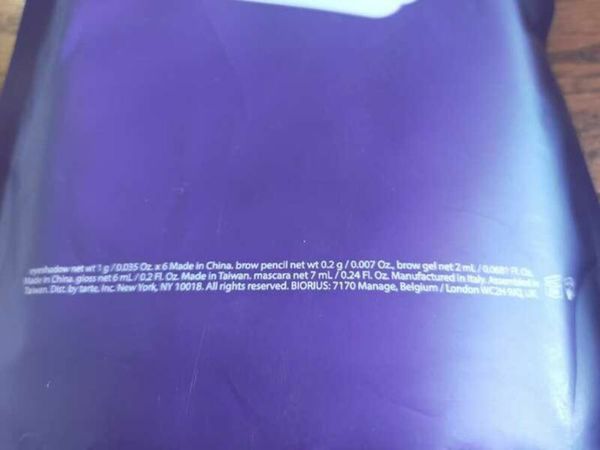 eyeshadow net wt 1 g / 0.035 Oz. x 6 Made in China. brow pencil net wt 0.2 g / 0.007 Oz., brow gel net 2 mL / Fl. Oz.
Made in China. gloss net 6 mL / 0.2 Fl. Oz. Made in Taiwan. mascara net 7 mL / 0.24 Fl. Oz. Manufactured in Italy. Assembled in
Taiwan. Dist. by tarte, Inc. New York, NY 10018. All rights reserved. BIORIUS: 7170 Manage, Belgium / London WC2H UK